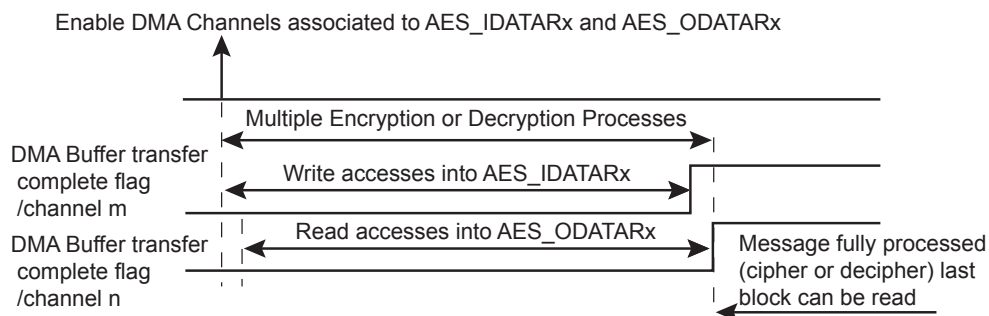 Enable DMA Channels associated to AES_IDATARx and AES_ODATARx
Multiple Encryption or Decryption Processes
DMA Buffer transfer
complete flag
/channel m
Write accesses into AES_IDATARx
DMA Buffer transfer
complete flag
/channel n
Read accesses into AES_ODATARx
Message fully processed
(cipher or decipher) last
block can be read